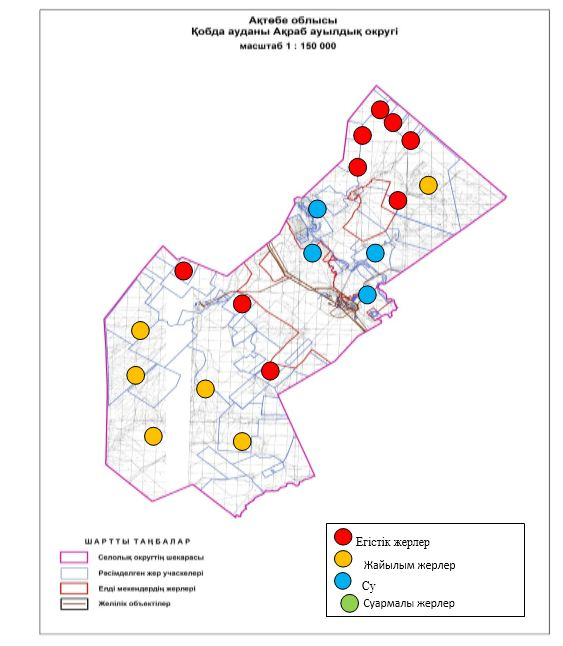 Ақтөбе облысы
Қобда ауданы Ақраб ауылдық округі
масштаб 1 : 150 000
ШАРТТЫ ТАҢБАЛАР
Селолық округтің шекарасы
Рәсімделген жер учаскелері
Елді мекендердің жерлері
Желілік объектілер
Егістік жерлер
Жайылым жерлер
Су
Суармалы жерлер